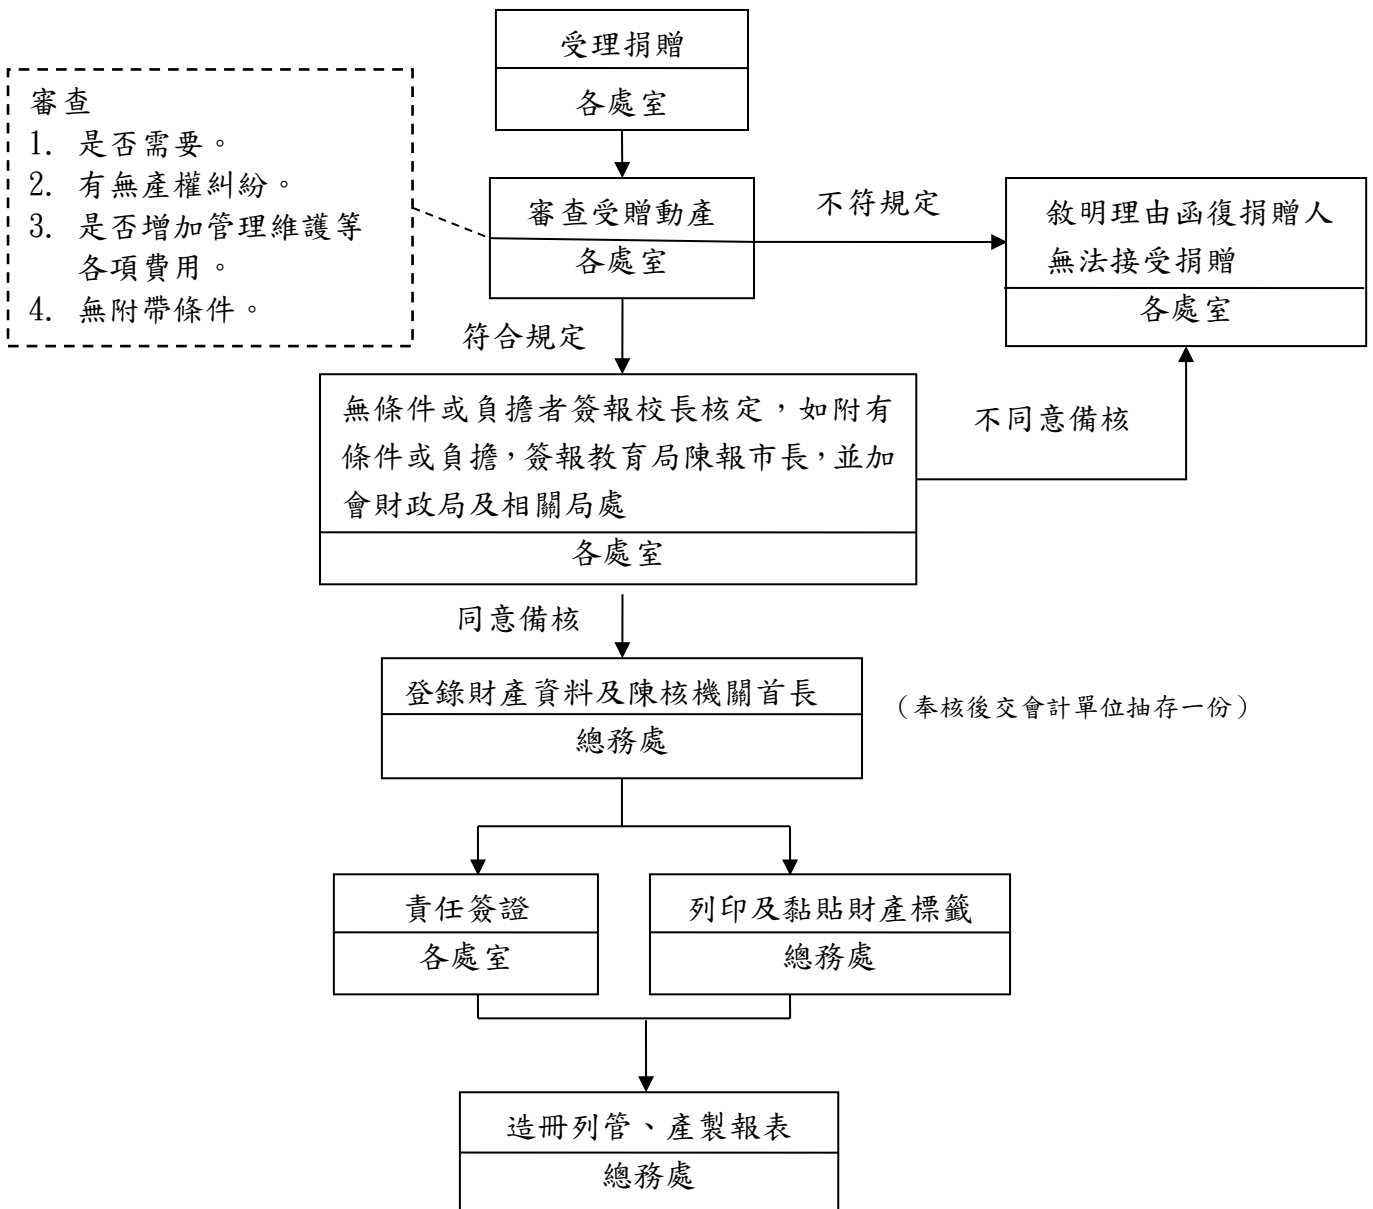 受理捐贈
各處室
審查
1. 是否需要。
2. 有無產權糾紛。
3. 是否增加管理維護等
各項費用。
4. 無附帶條件。
審查受贈動產
各處室
不符規定
敘明理由函復捐贈人
無法接受捐贈
各處室
符合規定
無條件或負擔者簽報校長核定，如附有
條件或負擔，簽報教育局陳報市長，並加
會財政局及相關局處
各處室
不同意備核
同意備核
登錄財產資料及陳核機關首長
總務處
（奉核後交會計單位抽存一份）
責任簽證
各處室
列印及黏貼財產標籤
總務處
造冊列管、產製報表
總務處